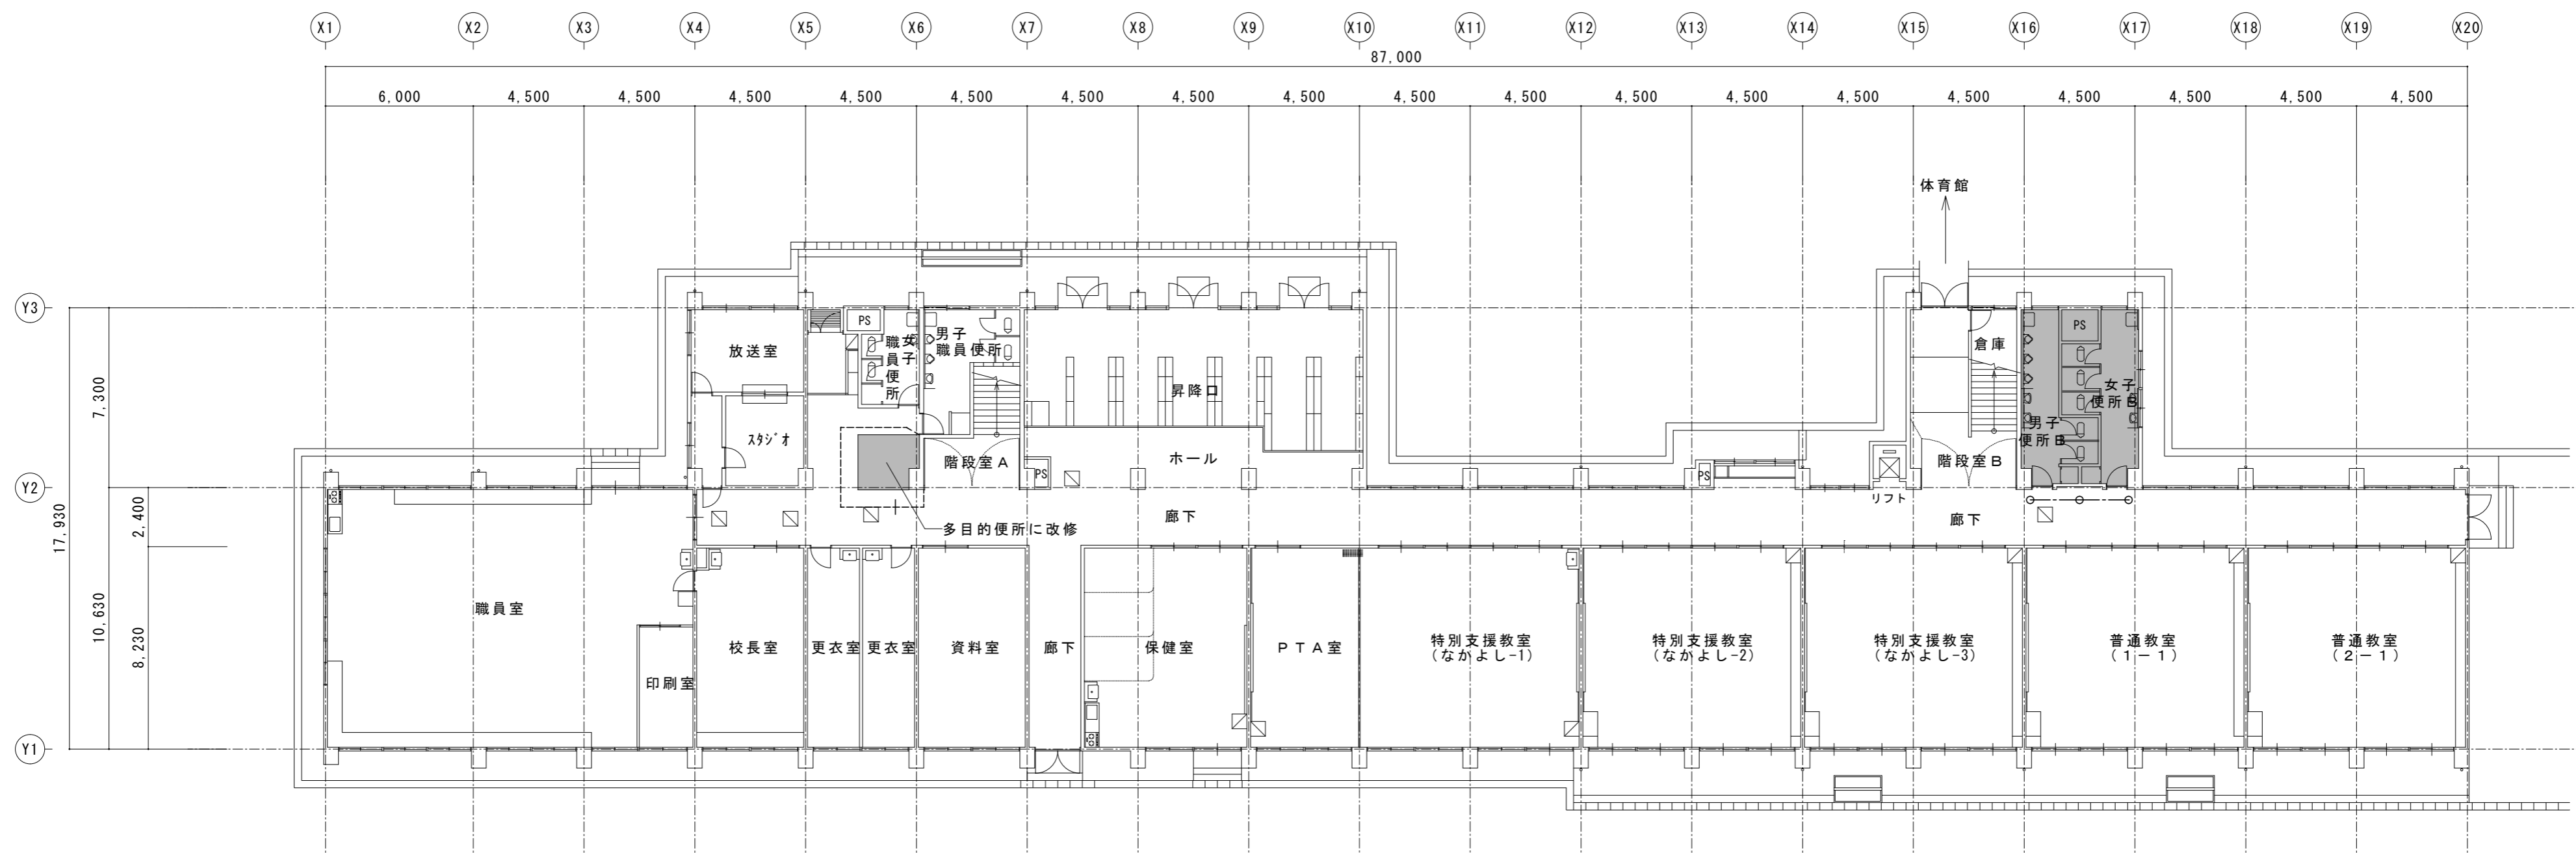 X1 X2 X3 X4 X5 X6 X7 X8 X9 X10 X11 X12 X13 X14 X15 X16 X17 X18 X19 X20
87,000
6,000 4,500 4,500 4,500 4,500 4,500 4,500 4,500 4,500 4,500 4,500 4,500 4,500 4,500 4,500 4,500 4,500 4,500 4,500
体育館
Y3
Y2
Y1
17,930
7,300
10,630
2,400
8,230
放送室
スタジオ
PS
女子
職員便所
男子
職員便所
階段室A
PS
昇降口
ホール
多目的便所に改修
廊下
PS
リフト
倉庫
階段室B
PS
男子
便所B
女子
便所B
廊下
職員室
印刷室
校長室
更衣室
更衣室
資料室
廊下
保健室
PTA室
特別支援教室
(なかよし-1)
特別支援教室
(なかよし-2)
特別支援教室
(なかよし-3)
普通教室
(1-1)
普通教室
(2-1)